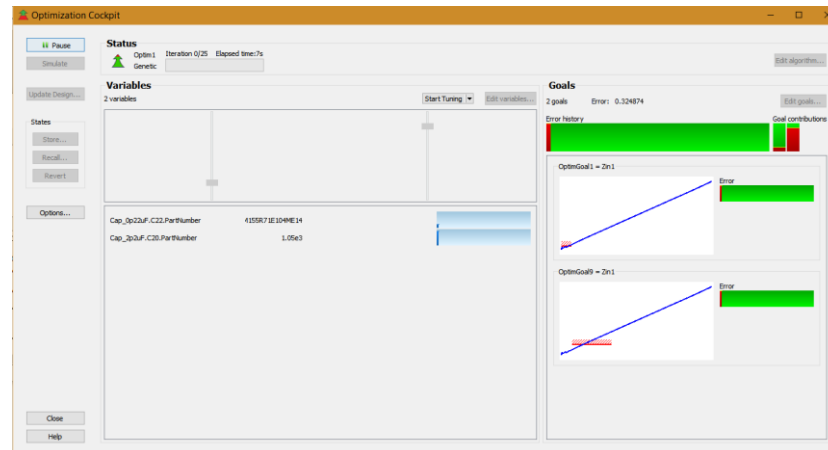 Optimization Cockpit
Pause
Simulate
Update Design...
States
Store...
Recall...
Revert
Options...
Close
Help
Status
Optim1 Iteration 0/25 Elapsed time:7s
Genetic
Edit algorithm...
Variables
2 variables
Start Tuning
Edit variables...
Cap_0p22uF.C22.PartNumber 4155R71E104ME14
Cap_2p2uF.C20.PartNumber 1.05e3
Goals
2 goals Error: 0.324874
Edit goals...
Error history
Goal contributions
OptimGoal1 = Zin1
Error
OptimGoal9 = Zin1
Error